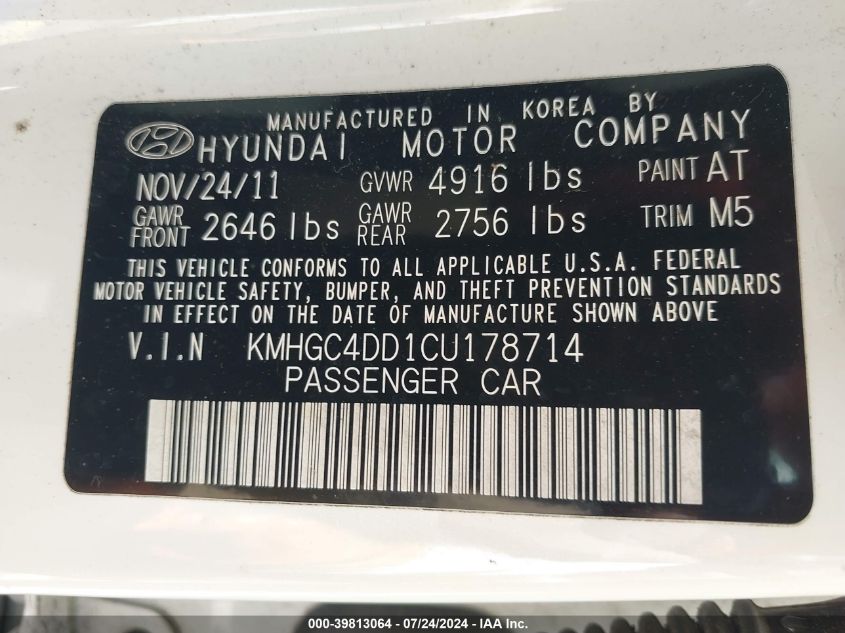 MANUFACTURED IN KOREA BY
HYUNDAI MOTOR COMPANY
NOV/24/11 GVWR 4916 lbs PAINT AT
GAWR FRONT 2646 lbs GAWR REAR 2756 lbs TRIM M5
THIS VEHICLE CONFORMS TO ALL APPLICABLE U.S.A. FEDERAL
MOTOR VEHICLE SAFETY, BUMPER, AND THEFT PREVENTION STANDARDS
IN EFFECT ON THE DATE OF MANUFACTURE SHOWN ABOVE
V.I.N KMHGC4DD1CU178714
PASSENGER CAR
000-39813064 / 07/24/2024 / IAA Inc.